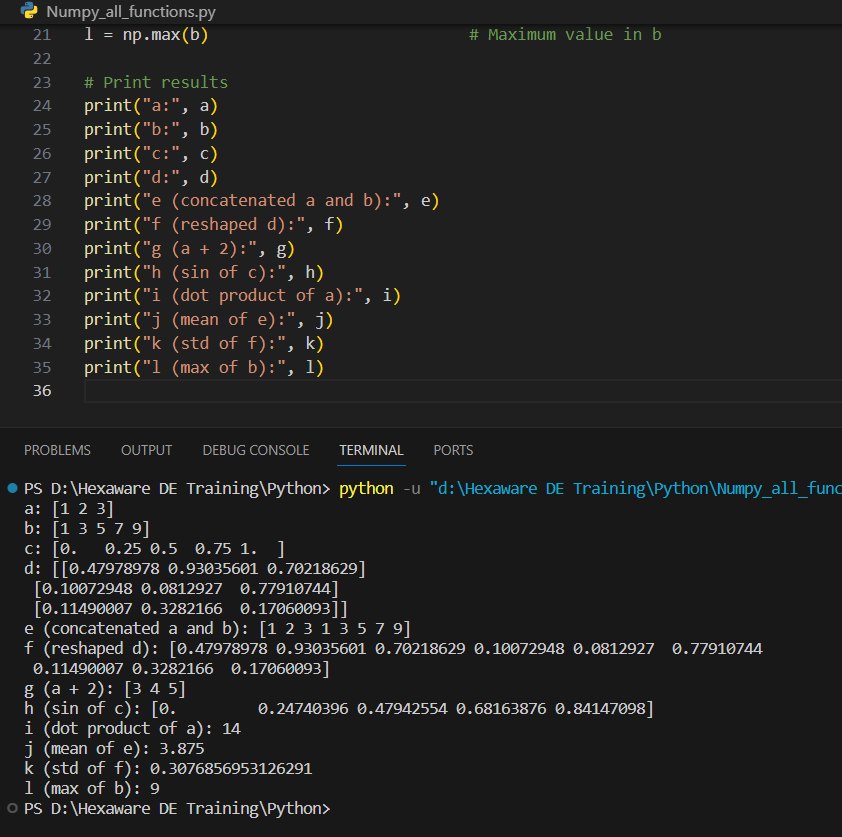 Numpy_all_functions.py
21 l = np.max(b) # Maximum value in b
22
23 # Print results
24 print("a:", a)
25 print("b:", b)
26 print("c:", c)
27 print("d:", d)
28 print("e (concatenated a and b):", e)
29 print("f (reshaped d):", f)
30 print("g (a + 2):", g)
31 print("h (sin of c):", h)
32 print("i (dot product of a):", i)
33 print("j (mean of e):", j)
34 print("k (std of f):", k)
35 print("l (max of b):", l)
36
PROBLEMS OUTPUT DEBUG CONSOLE TERMINAL PORTS
PS D:\Hexaware DE Training\Python> python -u "d:\Hexaware DE Training\Python\Numpy_all_func
a: [1 2 3]
b: [1 3 5 7 9]
c: [0.   0.25 0.5  0.75 1.  ]
d: [[0.47978978 0.93035601 0.70218629]
 [0.10072948 0.0812927  0.77910744]
 [0.11490007 0.3282166  0.17060093]]
e (concatenated a and b): [1 2 3 1 3 5 7 9]
f (reshaped d): [0.47978978 0.93035601 0.70218629 0.10072948 0.0812927  0.77910744
 0.11490007 0.3282166  0.17060093]
g (a + 2): [3 4 5]
h (sin of c): [0.         0.24740396 0.47942554 0.68163876 0.84147098]
i (dot product of a): 14
j (mean of e): 3.875
k (std of f): 0.3076856953126291
l (max of b): 9
PS D:\Hexaware DE Training\Python>